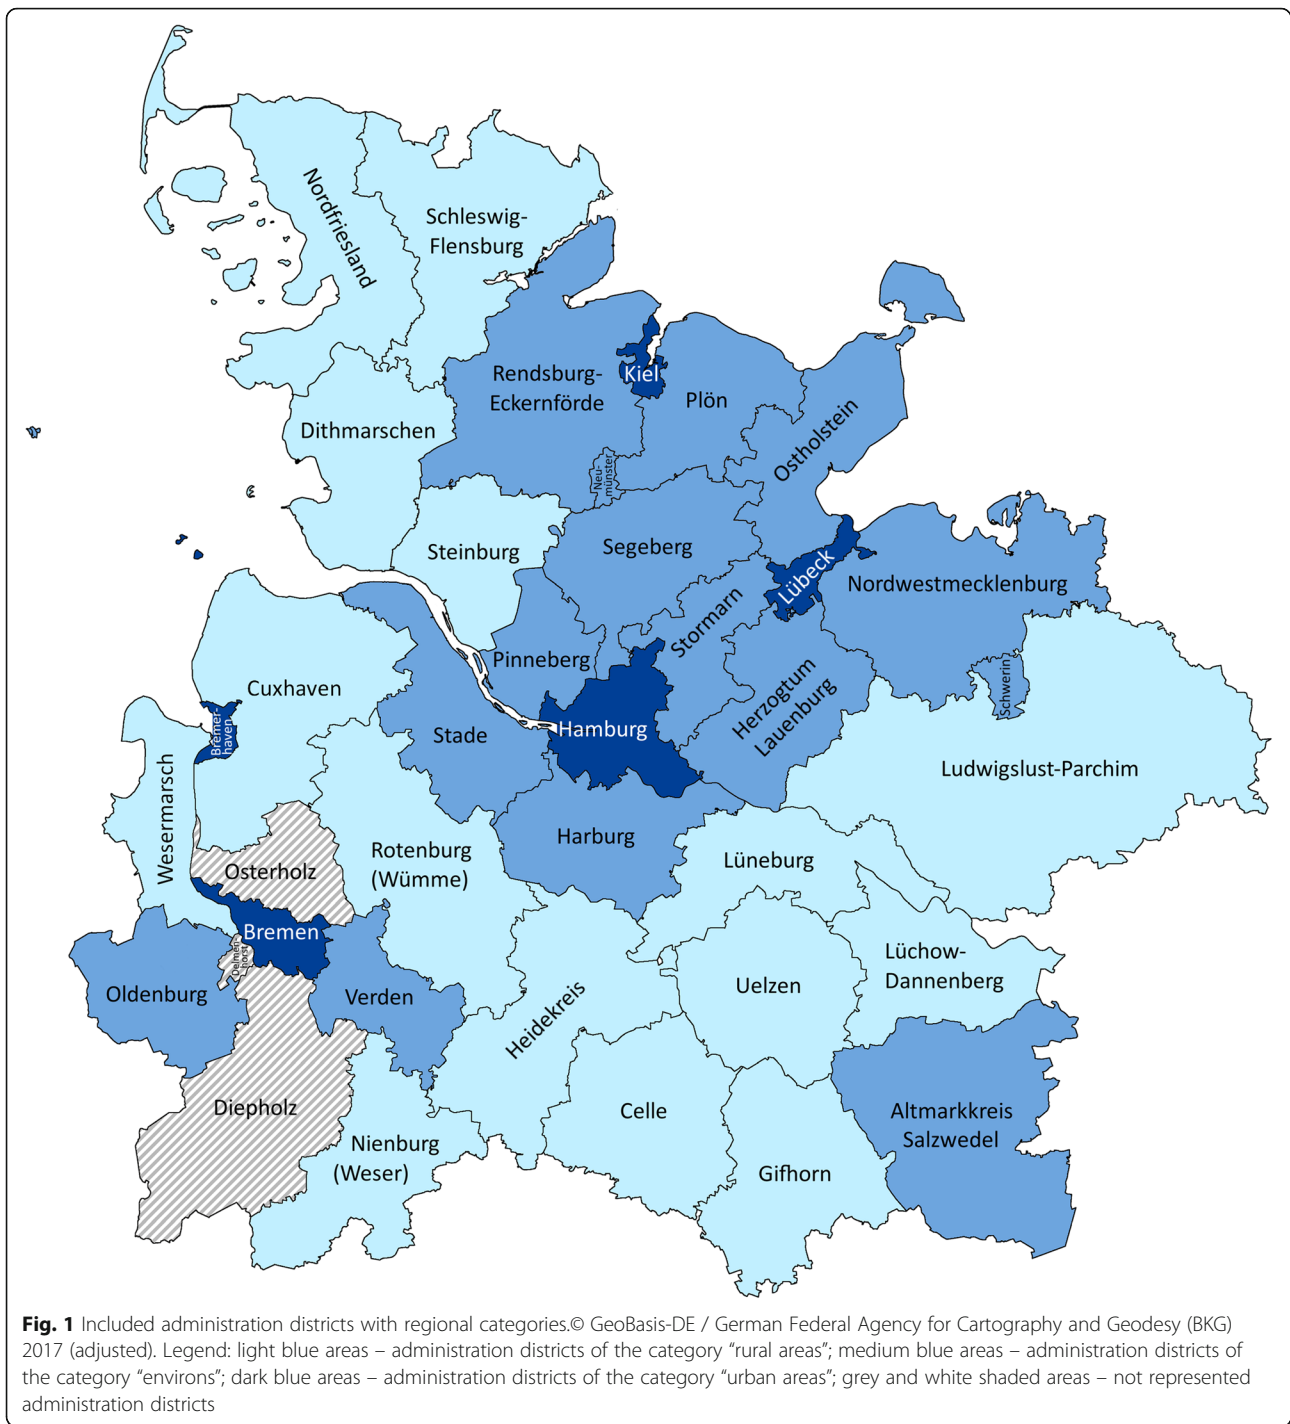 Nordfriesland
Schleswig-
Flensburg
Rendsburg-
Eckernförde
Kiel
Plön
Ostholstein
Dithmarschen
Neu-
münster
Steinburg
Segeberg
Lübeck
Nordwestmecklenburg
Stormarn
Pinneberg
Cuxhaven
Herzogtum
Lauenburg
Schwerin
Bremer-
haven
Stade
Hamburg
Ludwigslust-Parchim
Wesermarsch
Harburg
Rotenburg
(Wümme)
Lüneburg
Osterholz
Bremen
Delmen-
horst
Lüchow-
Dannenberg
Oldenburg
Verden
Uelzen
Heidekreis
Diepholz
Celle
Altmarkkreis
Salzwedel
Nienburg
(Weser)
Gifhorn
Fig. 1 Included administration districts with regional categories.© GeoBasis-DE / German Federal Agency for Cartography and Geodesy (BKG)
2017 (adjusted). Legend: light blue areas – administration districts of the category “rural areas”; medium blue areas – administration districts of
the category “environs”; dark blue areas – administration districts of the category “urban areas”; grey and white shaded areas – not represented
administration districts